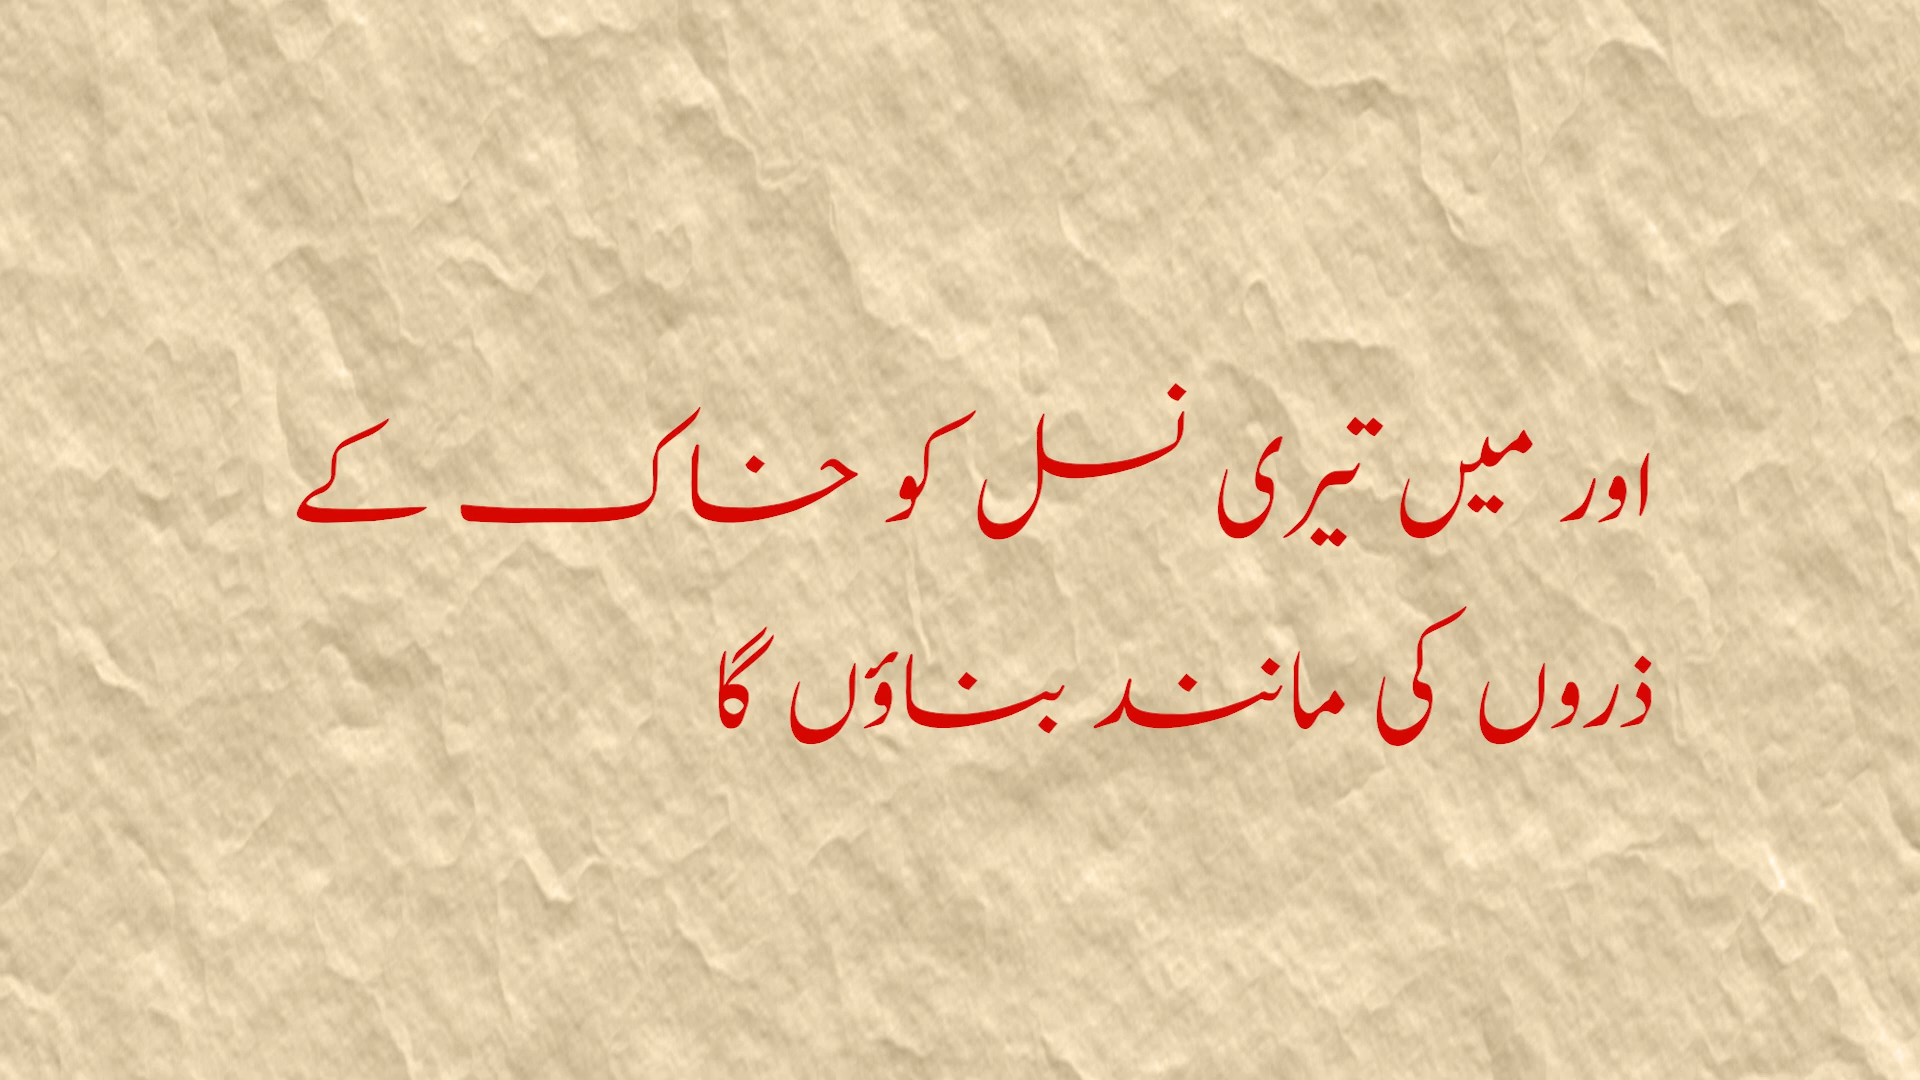 اور میں تیری نسل کو خاک کے
ذروں کی مانند بناؤں گا